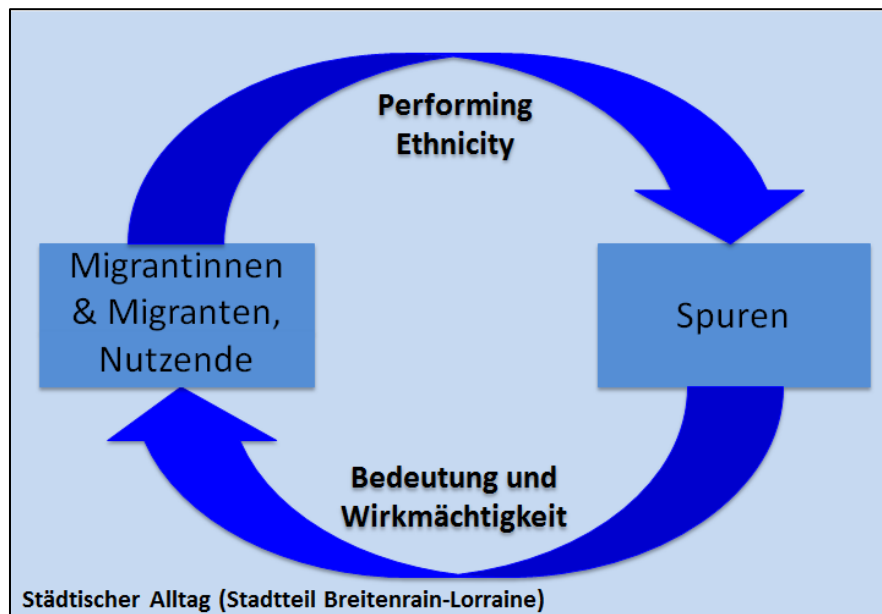 Performing
Ethnicity
Migrantinnen
& Migranten,
Nutzende
Spuren
Bedeutung und
Wirkmächtigkeit
Städtischer Alltag (Stadtteil Breitenrain-Lorraine)